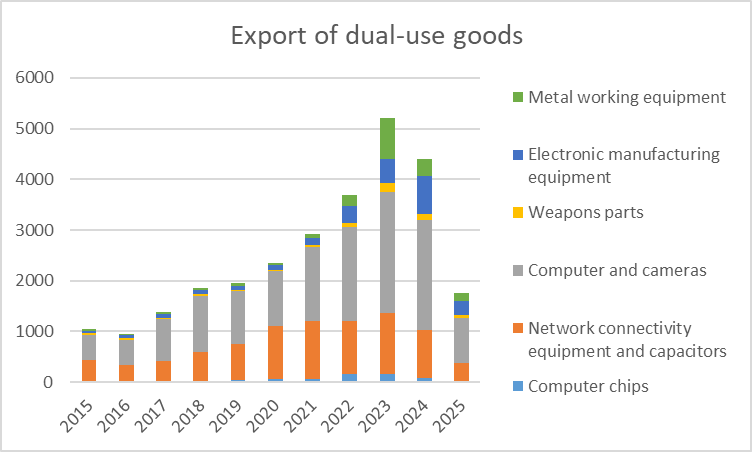 Export of dual-use goods
6000
5000
4000
3000
2000
1000
0
2015
2016
2017
2018
2019
2020
2021
2022
2023
2024
2025
Metal working equipment
Electronic manufacturing
equipment
Weapons parts
Computer and cameras
Network connectivity
equipment and capacitors
Computer chips